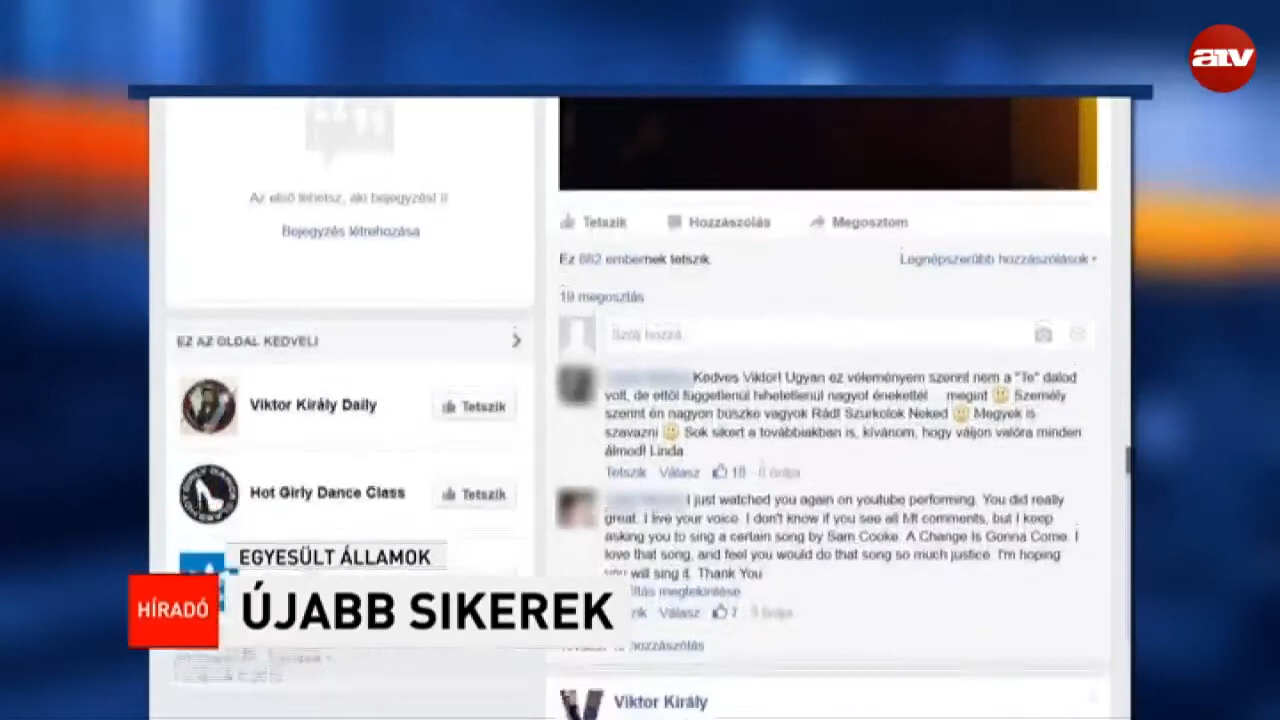 atv
Az első lehetsz, aki bejegyzést ír
Bejegyzés létrehozása
EZ AZ OLDAL KEDVELI
Viktor Király Daily
Tetszik
Hot Girly Dance Class
Tetszik
Tetszik Hozzászólás Megosztom
Ez 682 embernek tetszik.
Legnépszerűbb hozzászólások
19 megosztás
Szólj hozzá
Kedves Viktor! Ugyan ez véleményem szerint nem a "Te" dalod
volt, de ettől függetlenül hihetetlenül nagyot énekeltél megint Személy
szerint én nagyon büszke vagyok Rád! Szurkolok Neked Megyek is
szavazni Sok sikert a továbbiakban is, kívánom, hogy váljon valóra minden
álmod! Linda
Tetszik Válasz 18 8 órája
I just watched you again on youtube performing. You did really
great. I live your voice. I don't know if you see all Mt comments, but I keep
asking you to sing a certain song by Sam Cooke. A Change Is Gonna Come. I
love that song, and feel you would do that song so much justice. I'm hoping
you will sing it. Thank You
megtekintése
Válasz 7
hozzászólás
Viktor Király
EGYESÜLT ÁLLAMOK
HÍRADÓ
ÚJABB SIKEREK